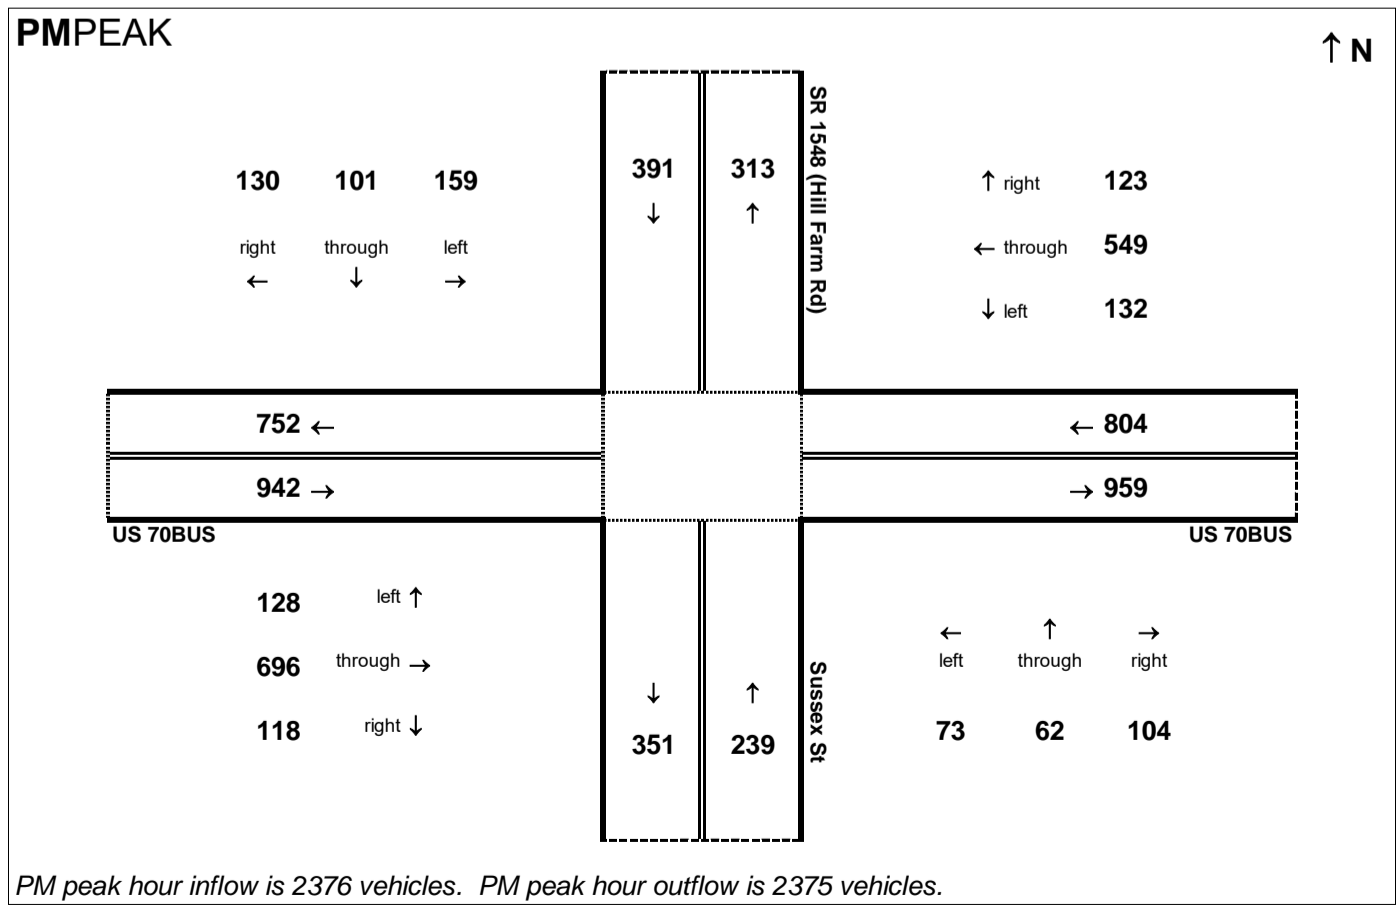 PMPEAK
↑ N
391 ↓
313 ↑
SR 1548 (Hill Farm Rd)
130 101 159
right through left
← ↓ →
↑ right 123
← through 549
↓ left 132
752 ←
942 →
← 804
→ 959
US 70BUS
US 70BUS
128 left ↑
696 through →
118 right ↓
↓ 351
↑ 239
Sussex St
← ↑ →
left through right
73 62 104
PM peak hour inflow is 2376 vehicles. PM peak hour outflow is 2375 vehicles.